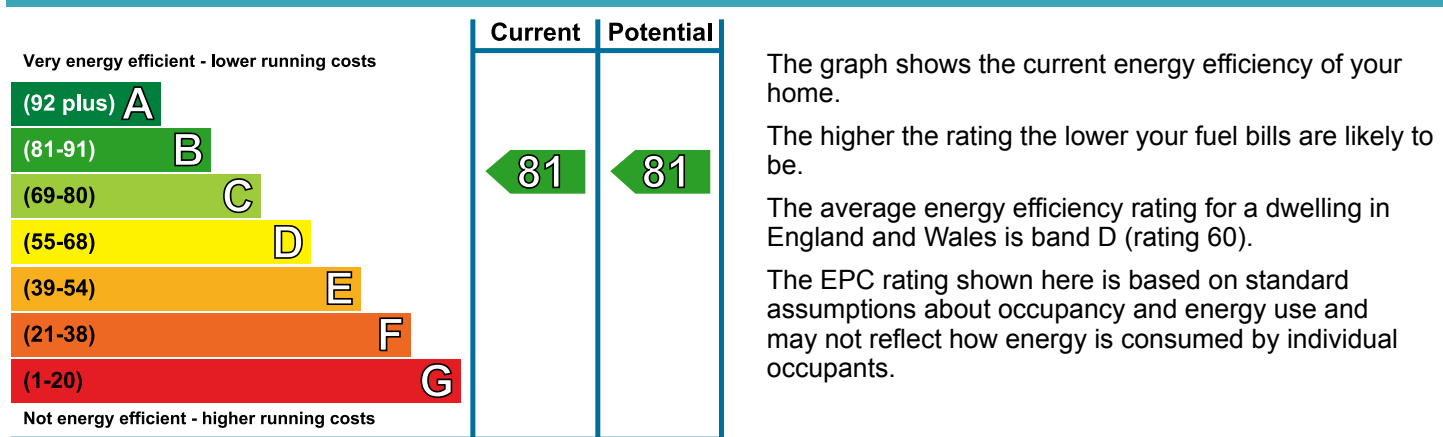 Current Potential
Very energy efficient - lower running costs
(92 plus) A
(81-91) B
(69-80) C
(55-68) D
(39-54) E
(21-38) F
(1-20) G
Not energy efficient - higher running costs
81 81
The graph shows the current energy efficiency of your
home.
The higher the rating the lower your fuel bills are likely to
be.
The average energy efficiency rating for a dwelling in
England and Wales is band D (rating 60).
The EPC rating shown here is based on standard
assumptions about occupancy and energy use and
may not reflect how energy is consumed by individual
occupants.